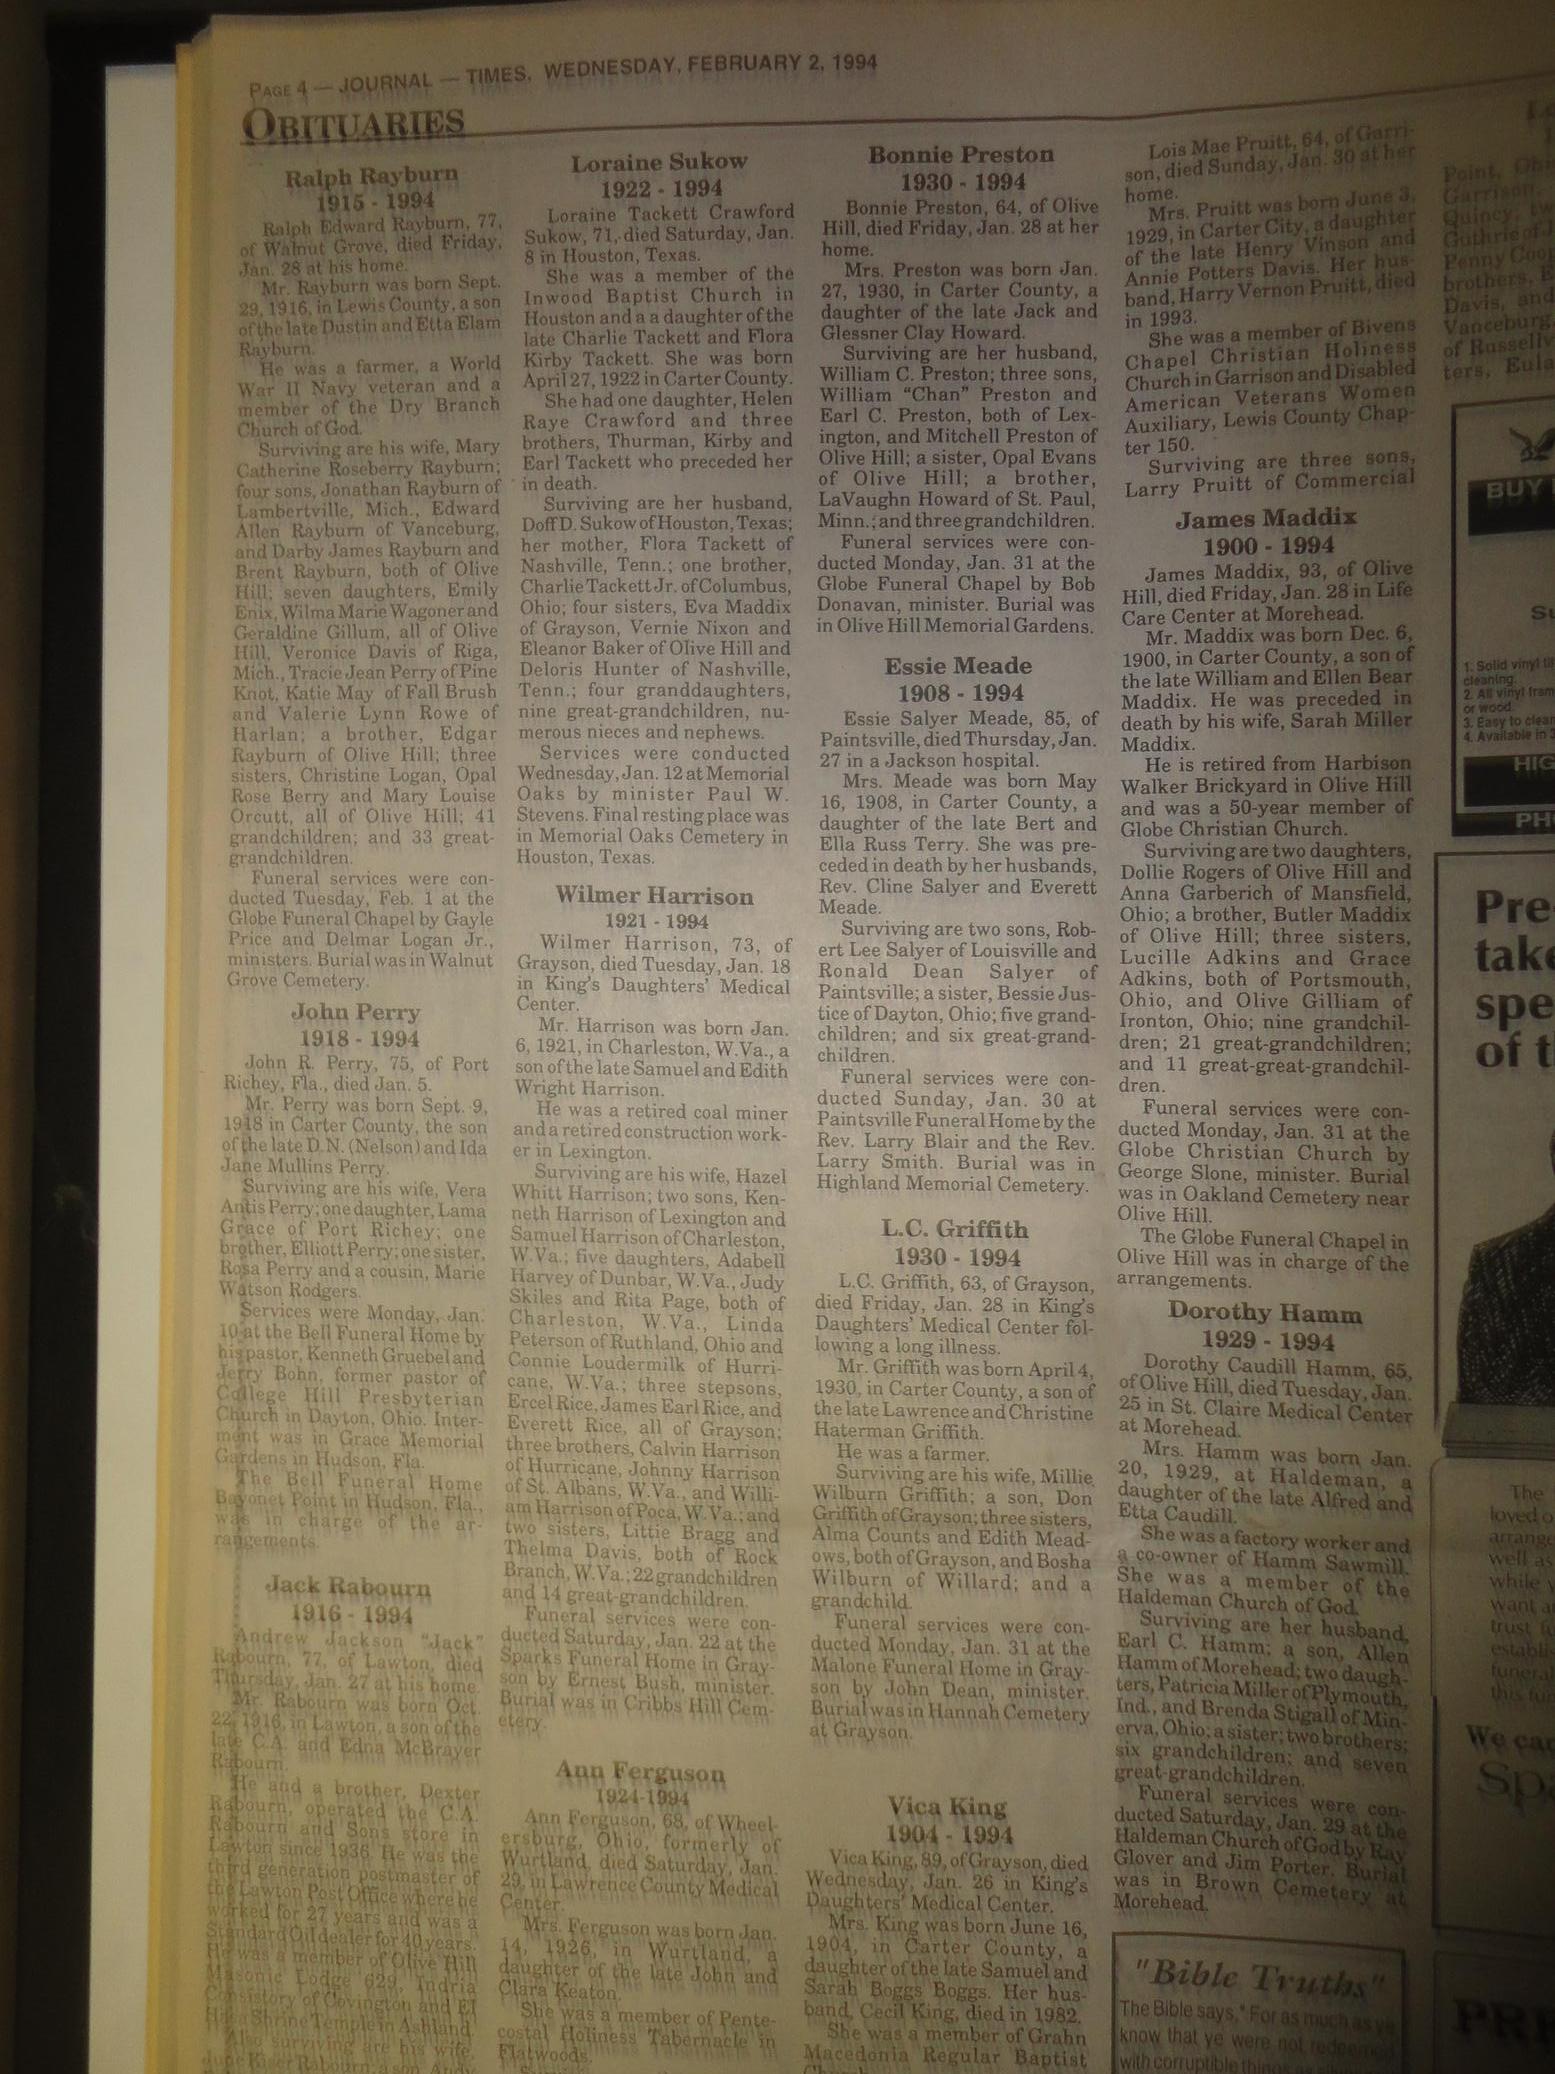 PAGE 4 — JOURNAL — TIMES, WEDNESDAY, FEBRUARY 2, 1994
OBITUARIES
Ralph Rayburn
1915 - 1994
Ralph Edward Rayburn, 77,
of Walnut Grove, died Friday,
Jan. 28 at his home.
Mr. Rayburn was born Sept.
29, 1916, in Lewis County, a son
of the late Dustin and Etta Elam
Rayburn.
He was a farmer, a World
War II Navy veteran and a
member of the Dry Branch
Church of God.
Surviving are his wife, Mary
Catherine Roseberry Rayburn;
four sons, Jonathan Rayburn of
Lambertville, Mich., Edward
Allen Rayburn of Vanceburg,
and Darby James Rayburn and
Brent Rayburn, both of Olive
Hill; seven daughters, Emily
Enix, Wilma Marie Wagoner and
Geraldine Gillum, all of Olive
Hill, Veronice Davis of Riga,
Mich., Tracie Jean Perry of Pine
Knot, Katie May of Fall Brush
and Valerie Lynn Rowe of
Harlan; a brother, Edgar
Rayburn of Olive Hill; three
sisters, Christine Logan, Opal
Rose Berry and Mary Louise
Orcutt, all of Olive Hill; 41
grandchildren; and 33 great-
grandchildren.
Funeral services were con-
ducted Tuesday, Feb. 1 at the
Globe Funeral Chapel by Gayle
Price and Delmar Logan Jr.,
ministers. Burial was in Walnut
Grove Cemetery.
John Perry
1918 - 1994
John R. Perry, 75, of Port
Richey, Fla., died Jan. 5.
Mr. Perry was born Sept. 9,
1918 in Carter County, the son
of the late D.N. (Nelson) and Ida
Jane Mullins Perry.
Surviving are his wife, Vera
Antis Perry; one daughter, Lama
Grace of Port Richey; one
brother, Elliott Perry; one sister,
Rosa Perry and a cousin, Marie
Watson Rodgers.
Services were Monday, Jan.
10 at the Bell Funeral Home by
his pastor, Kenneth Gruebel and
Jerry Bohn, former pastor of
College Hill Presbyterian
Church in Dayton, Ohio. Inter-
ment was in Grace Memorial
Gardens in Hudson, Fla.
The Bell Funeral Home
Bayonet Point in Hudson, Fla.,
was in charge of the ar-
rangements.
Jack Rabourn
1916 - 1994
Andrew Jackson "Jack"
Rabourn, 77, of Lawton, died
Thursday, Jan. 27 at his home.
Mr. Rabourn was born Oct.
22, 1916, in Lawton, a son of the
late C.A. and Edna McBrayer
Rabourn.
He and a brother, Dexter
Rabourn, operated the C.A.
Rabourn and Sons store in
Lawton since 1936. He was the
third generation postmaster of
the Lawton Post Office where he
worked for 27 years and was a
Standard Oil dealer for 40 years.
He was a member of Olive Hill
Masonic Lodge 629, Indria
Consistory of Covington and El
Shrine Temple in Ashland.
Also surviving are his wife,
Rabourn, a son
Loraine Sukow
1922 - 1994
Loraine Tackett Crawford
Sukow, 71, died Saturday, Jan.
8 in Houston, Texas.
She was a member of the
Inwood Baptist Church in
Houston and a a daughter of the
late Charlie Tackett and Flora
Kirby Tackett. She was born
April 27, 1922 in Carter County.
She had one daughter, Helen
Raye Crawford and three
brothers, Thurman, Kirby and
Earl Tackett who preceded her
in death.
Surviving are her husband,
Doff D. Sukow of Houston, Texas;
her mother, Flora Tackett of
Nashville, Tenn.; one brother,
Charlie Tackett Jr. of Columbus,
Ohio; four sisters, Eva Maddix
of Grayson, Vernie Nixon and
Eleanor Baker of Olive Hill and
Deloris Hunter of Nashville,
Tenn.; four granddaughters,
nine great-grandchildren, nu-
merous nieces and nephews.
Services were conducted
Wednesday, Jan. 12 at Memorial
Oaks by minister Paul W.
Stevens. Final resting place was
in Memorial Oaks Cemetery in
Houston, Texas.
Wilmer Harrison
1921 - 1994
Wilmer Harrison, 73, of
Grayson, died Tuesday, Jan. 18
in King's Daughters' Medical
Center.
Mr. Harrison was born Jan.
6, 1921, in Charleston, W.Va., a
son of the late Samuel and Edith
Wright Harrison.
He was a retired coal miner
and a retired construction work-
er in Lexington.
Surviving are his wife, Hazel
Whitt Harrison; two sons, Ken-
neth Harrison of Lexington and
Samuel Harrison of Charleston,
W.Va.; five daughters, Adabell
Harvey of Dunbar, W.Va., Judy
Skiles and Rita Page, both of
Charleston, W.Va., Linda
Peterson of Ruthland, Ohio and
Connie Loudermilk of Hurri-
cane, W.Va.; three stepsons,
Ercel Rice, James Earl Rice, and
Everett Rice, all of Grayson;
three brothers, Calvin Harrison
of Hurricane, Johnny Harrison
of St. Albans, W.Va., and Willi-
am Harrison of Poca, W.Va.; and
two sisters, Littie Bragg and
Thelma Davis, both of Rock
Branch, W.Va.; 22 grandchildren
and 14 great-grandchildren.
Funeral services were con-
ducted Saturday, Jan. 22 at the
Sparks Funeral Home in Gray-
son by Ernest Bush, minister.
Burial was in Cribbs Hill Cem-
etery.
Ann Ferguson
1924-1994
Ann Ferguson, 68, of Wheel-
ersburg, Ohio, formerly of
Wurtland, died Saturday, Jan.
29, in Lawrence County Medical
Center.
Mrs. Ferguson was born Jan.
14, 1926, in Wurtland, a
daughter of the late John and
Clara Keaton.
She was a member of Pente-
costal Holiness Tabernacle in
Flatwoods.
Bonnie Preston
1930 - 1994
Bonnie Preston, 64, of Olive
Hill, died Friday, Jan. 28 at her
home.
Mrs. Preston was born Jan.
27, 1930, in Carter County, a
daughter of the late Jack and
Glessner Clay Howard.
Surviving are her husband,
William C. Preston; three sons,
William "Chan" Preston and
Earl C. Preston, both of Lex-
ington, and Mitchell Preston of
Olive Hill; a sister, Opal Evans
of Olive Hill; a brother,
LaVaughn Howard of St. Paul,
Minn.; and three grandchildren.
Funeral services were con-
ducted Monday, Jan. 31 at the
Globe Funeral Chapel by Bob
Donavan, minister. Burial was
in Olive Hill Memorial Gardens.
Essie Meade
1908 - 1994
Essie Salyer Meade, 85, of
Paintsville, died Thursday, Jan.
27 in a Jackson hospital.
Mrs. Meade was born May
16, 1908, in Carter County, a
daughter of the late Bert and
Ella Russ Terry. She was pre-
ceded in death by her husbands,
Rev. Cline Salyer and Everett
Meade.
Surviving are two sons, Rob-
ert Lee Salyer of Louisville and
Ronald Dean Salyer of
Paintsville; a sister, Bessie Jus-
tice of Dayton, Ohio; five grand-
children; and six great-grand-
children.
Funeral services were con-
ducted Sunday, Jan. 30 at
Paintsville Funeral Home by the
Rev. Larry Blair and the Rev.
Larry Smith. Burial was in
Highland Memorial Cemetery.
L.C. Griffith
1930 - 1994
L.C. Griffith, 63, of Grayson,
died Friday, Jan. 28 in King's
Daughters' Medical Center fol-
lowing a long illness.
Mr. Griffith was born April 4,
1930, in Carter County, a son of
the late Lawrence and Christine
Haterman Griffith.
He was a farmer.
Surviving are his wife, Millie
Wilburn Griffith; a son, Don
Griffith of Grayson; three sisters,
Alma Counts and Edith Mead-
ows, both of Grayson, and Bosha
Wilburn of Willard; and a
grandchild.
Funeral services were con-
ducted Monday, Jan. 31 at the
Malone Funeral Home in Gray-
son by John Dean, minister.
Burial was in Hannah Cemetery
at Grayson.
Vica King
1904 - 1994
Vica King, 89, of Grayson, died
Wednesday, Jan. 26 in King's
Daughters' Medical Center.
Mrs. King was born June 16,
1904, in Carter County, a
daughter of the late Samuel and
Sarah Boggs Boggs. Her hus-
band, Cecil King, died in 1982.
She was a member of Grahn
Macedonia Regular Baptist
Lois Mae Pruitt, 64, of Garri-
son, died Sunday, Jan. 30 at her
home.
Mrs. Pruitt was born June 3,
1929, in Carter City, a daughter
of the late Henry Vinson and
Annie Potters Davis. Her hus-
band, Harry Vernon Pruitt, died
in 1993.
She was a member of Bivens
Chapel Christian Holiness
Church in Garrison and Disabled
American Veterans Women
Auxiliary, Lewis County Chap-
ter 150.
Surviving are three sons,
Larry Pruitt of Commercial
James Maddix
1900 - 1994
James Maddix, 93, of Olive
Hill, died Friday, Jan. 28 in Life
Care Center at Morehead.
Mr. Maddix was born Dec. 6,
1900, in Carter County, a son of
the late William and Ellen Bear
Maddix. He was preceded in
death by his wife, Sarah Miller
Maddix.
He is retired from Harbison
Walker Brickyard in Olive Hill
and was a 50-year member of
Globe Christian Church.
Surviving are two daughters,
Dollie Rogers of Olive Hill and
Anna Garberich of Mansfield,
Ohio; a brother, Butler Maddix
of Olive Hill; three sisters,
Lucille Adkins and Grace
Adkins, both of Portsmouth,
Ohio, and Olive Gilliam of
Ironton, Ohio; nine grandchil-
dren; 21 great-grandchildren;
and 11 great-great-grandchil-
dren.
Funeral services were con-
ducted Monday, Jan. 31 at the
Globe Christian Church by
George Slone, minister. Burial
was in Oakland Cemetery near
Olive Hill.
The Globe Funeral Chapel in
Olive Hill was in charge of the
arrangements.
Dorothy Hamm
1929 - 1994
Dorothy Caudill Hamm, 65,
of Olive Hill, died Tuesday, Jan.
25 in St. Claire Medical Center
at Morehead.
Mrs. Hamm was born Jan.
20, 1929, at Haldeman, a
daughter of the late Alfred and
Etta Caudill.
She was a factory worker and
a co-owner of Hamm Sawmill.
She was a member of the
Haldeman Church of God.
Surviving are her husband,
Earl C. Hamm; a son, Allen
Hamm of Morehead; two daugh-
ters, Patricia Miller of Plymouth,
Ind., and Brenda Stigall of Min-
erva, Ohio; a sister; two brothers;
six grandchildren; and seven
great-grandchildren.
Funeral services were con-
ducted Saturday, Jan. 29 at the
Haldeman Church of God by Ray
Glover and Jim Porter. Burial
was in Brown Cemetery at
Morehead.
"Bible Truths"
The Bible says, "For as much as ye
know that ye were not redeemed
with corruptible things
Point, Ohio
Garrison,
Quincy, tw
Guthrie of
Penny Coop
brothers, E
Davis, and
Vanceburg,
of Russellv
ters, Eula
BUY
1. Solid vinyl
cleaning.
2. All vinyl fram
or wood.
3. Easy to clean
4. Available in 3
HIG
PH
Pre
take
spe
of t
The
loved o
arrange
well as
while y
want a
trust
establi
funeral
this fu
We ca
Sp
PR